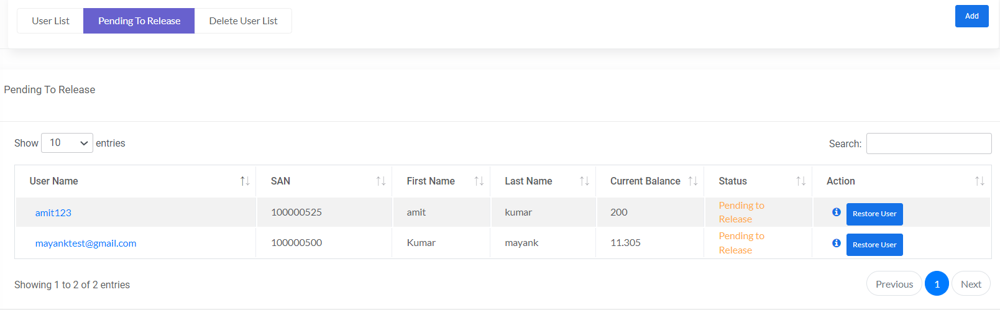 User List Pending To Release Delete User List Add
Pending To Release
Show 10 entries Search:
User Name SAN First Name Last Name Current Balance Status Action
amit123 100000525 amit kumar 200 Pending to Release Restore User
mayanktest@gmail.com 100000500 Kumar mayank 11.305 Pending to Release Restore User
Showing 1 to 2 of 2 entries Previous 1 Next